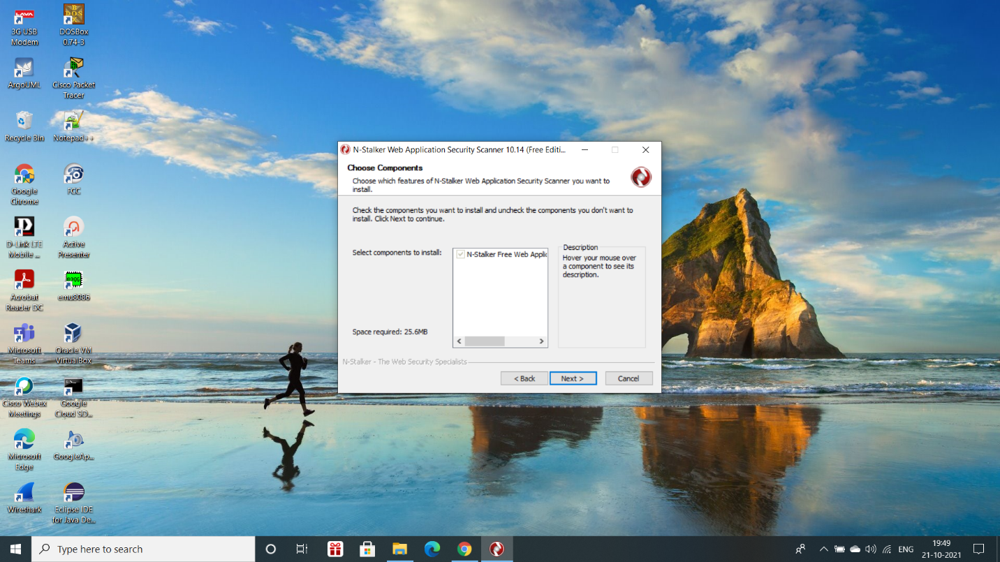 3G USB
Modem
DOSBox
0.74-3
ArgoUML
Cisco Packet
Tracer
Recycle Bin
Notepad++
Google
Chrome
FCC
D-Link LTE
Mobile ...
Active
Presenter
Acrobat
Reader DC
emu8086
Microsoft
Teams
Oracle VM
VirtualBox
Cisco Webex
Meetings
Google
Cloud SD...
Microsoft
Edge
GoogleAp...
Wireshark
Eclipse IDE
for Java De...
LAVA
DOS
BOX
8086
N-Stalker Web Application Security Scanner 10.14 (Free Editi...
Choose Components
Choose which features of N-Stalker Web Application Security Scanner you want to
install.
Check the components you want to install and uncheck the components you don't want to
install. Click Next to continue.
Select components to install:
N-Stalker Free Web Applic
Description
Hover your mouse over
a component to see its
description.
Space required: 25.6MB
N-Stalker - The Web Security Specialists
< Back
Next >
Cancel
Type here to search
ENG
19:49
21-10-2021